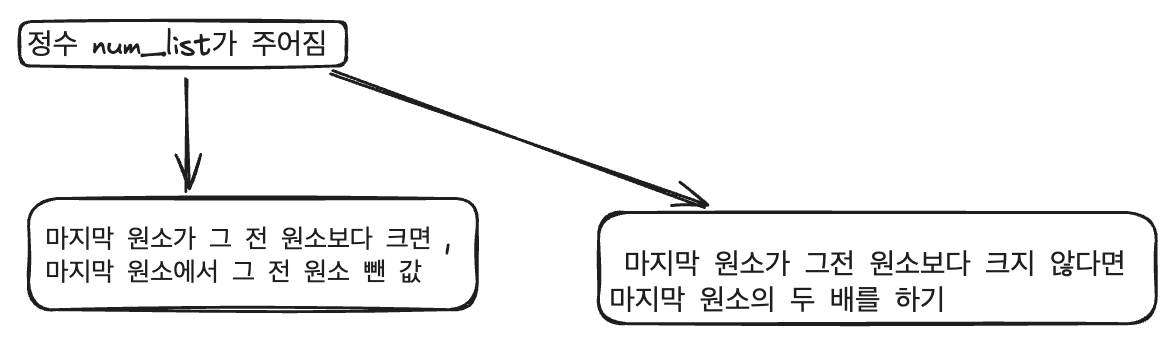 정수 num_list가 주어짐
마지막 원소가 그 전 원소보다 크면,
마지막 원소에서 그 전 원소 뺀 값
마지막 원소가 그전 원소보다 크지 않다면
마지막 원소의 두 배를 하기